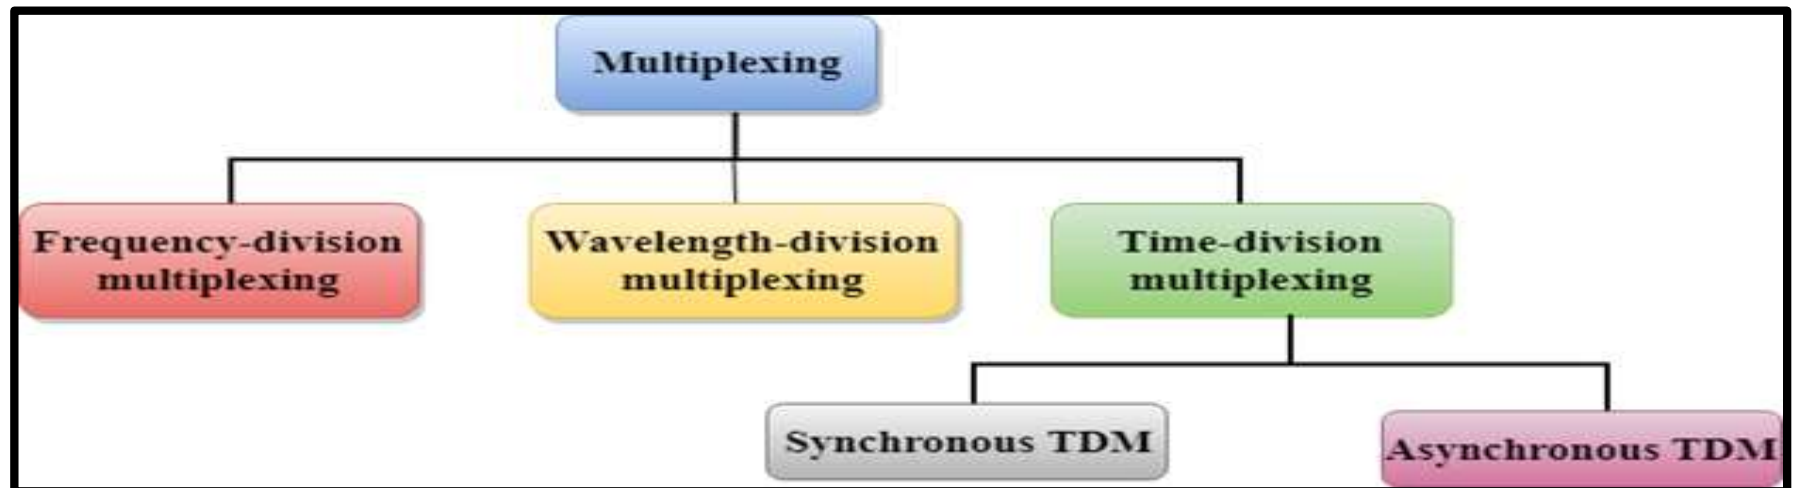 Multiplexing
Frequency-division
multiplexing
Wavelength-division
multiplexing
Time-division
multiplexing
Synchronous TDM
Asynchronous TDM